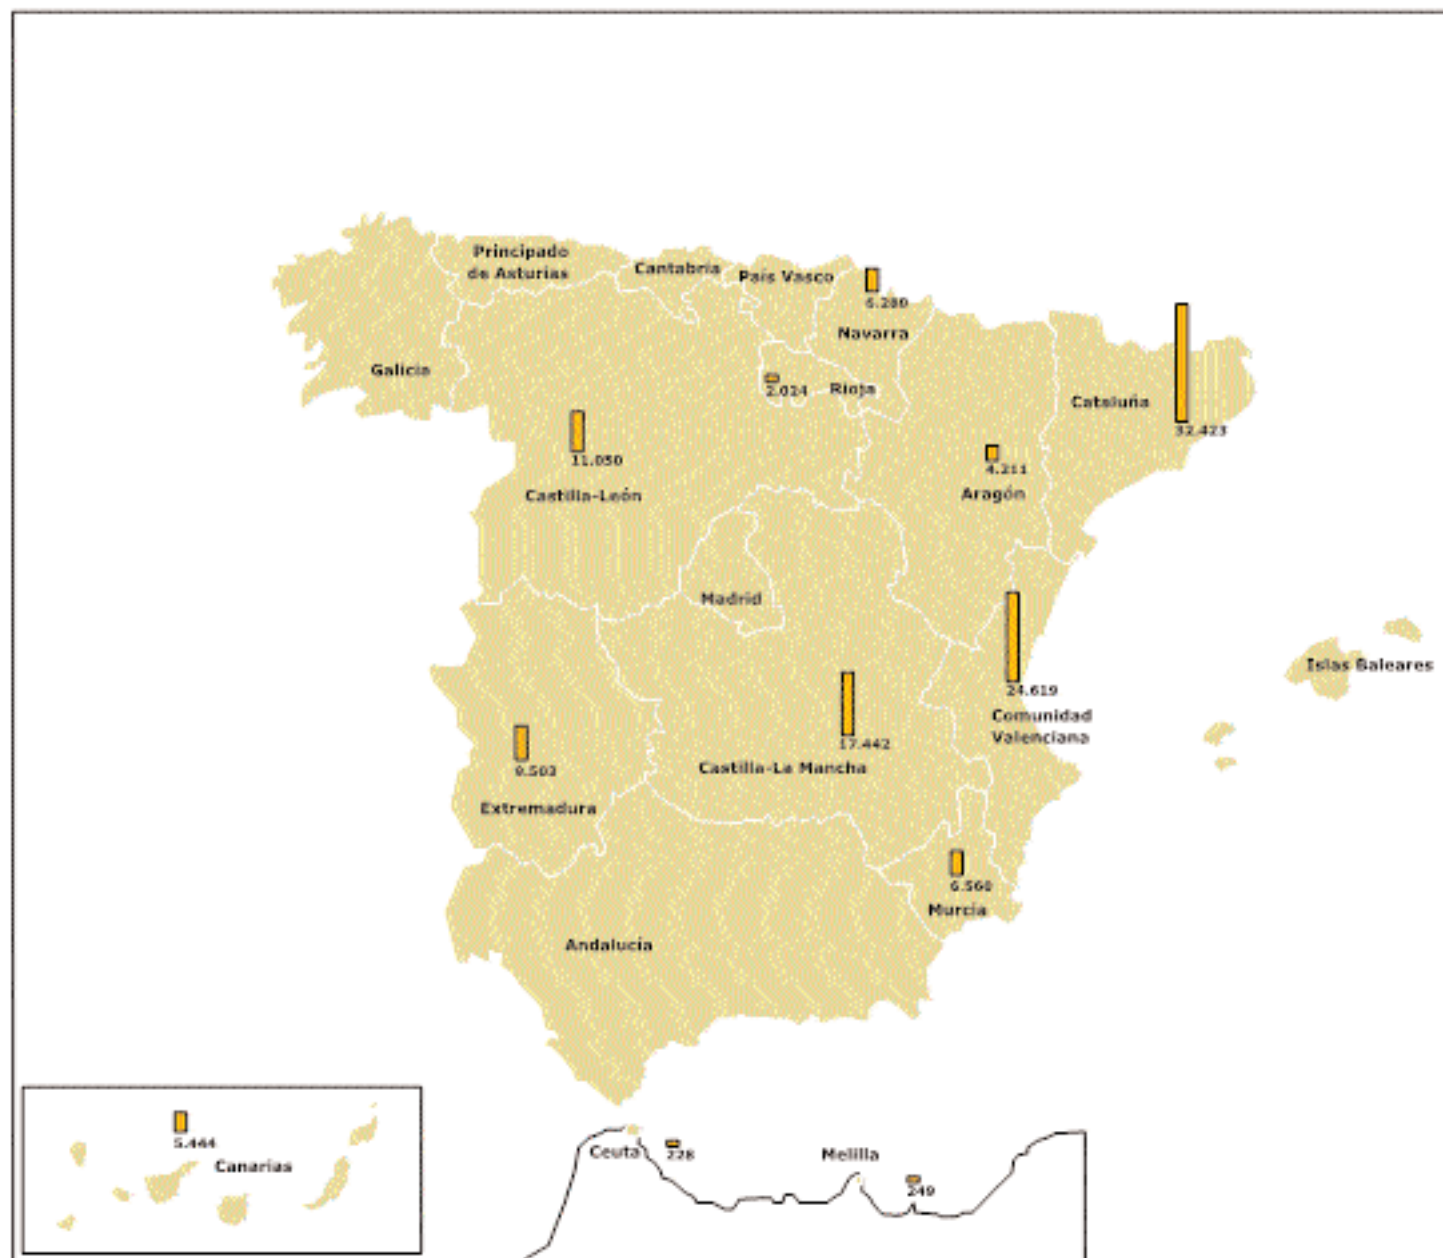 Principado
de Asturias
Cantabria
País Vasco
6.280
Navarra
Galicia
2.024
Rioja
Cataluña
32.423
11.050
Castilla-León
4.211
Aragón
Madrid
Islas Baleares
24.619
Comunidad
Valenciana
17.442
Castilla-La Mancha
9.503
Extremadura
6.560
Murcia
Andalucía
5.444
Canarias
Ceuta
228
Melilla
249